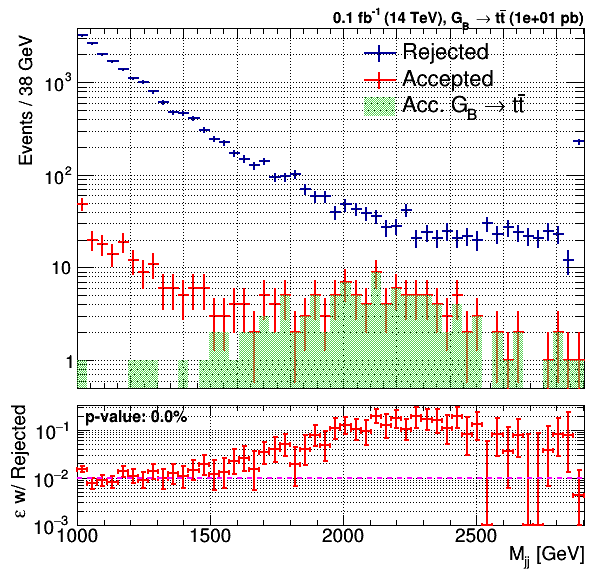 0.1 fb⁻¹ (14 TeV), G_B → tt̄ (1e+01 pb)
Events / 38 GeV
10³
10²
10
1
Rejected
Accepted
Acc. G_B → tt̄
ε w/ Rejected
p-value: 0.0%
10⁻¹
10⁻²
10⁻³
1000 1500 2000 2500
M_jj [GeV]